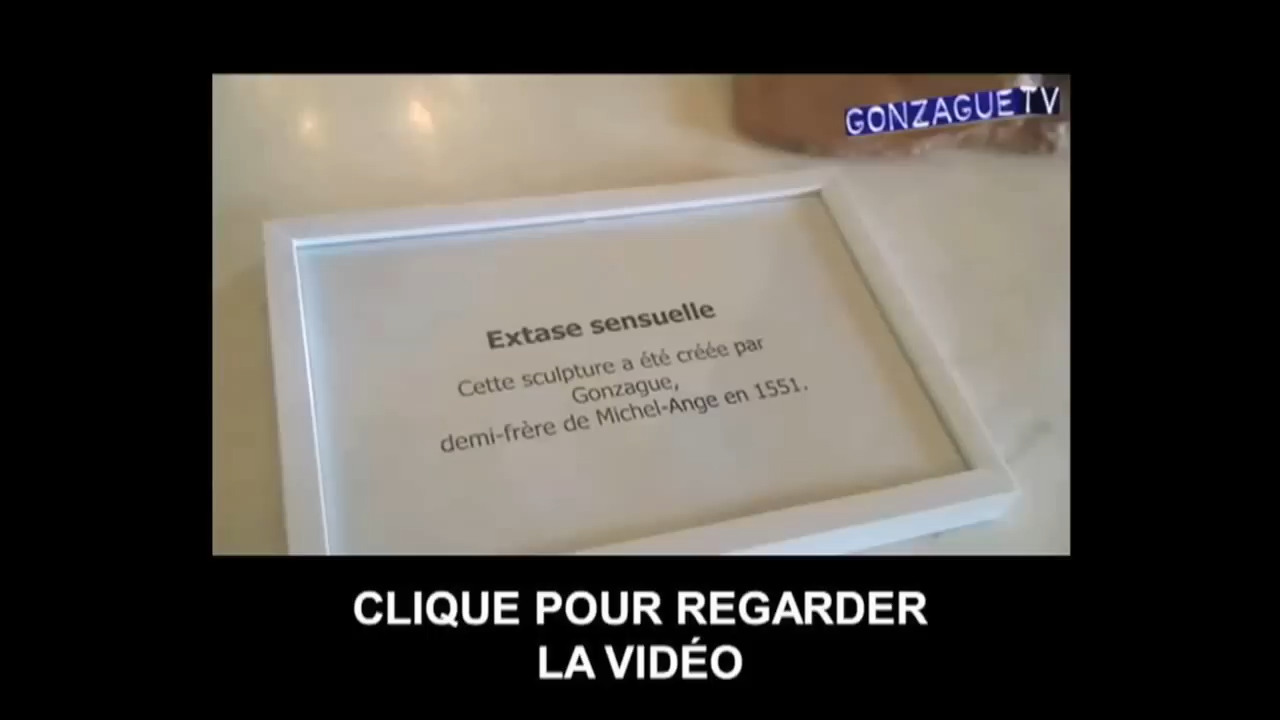 GONZAGUE TV
Extase sensuelle
Cette sculpture a été créée par
Gonzague,
demi-frère de Michel-Ange en 1551.
CLIQUE POUR REGARDER
LA VIDÉO